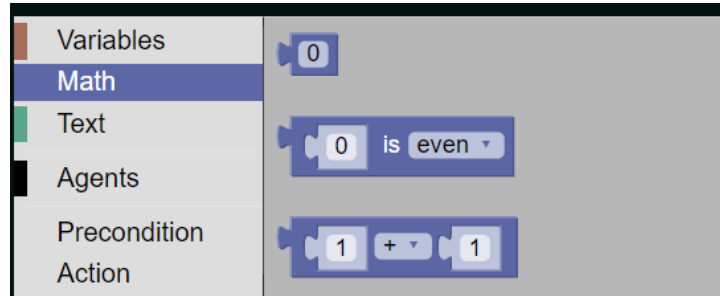 Variables
Math
Text
Agents
Precondition
Action
0
0 is even
1 + 1